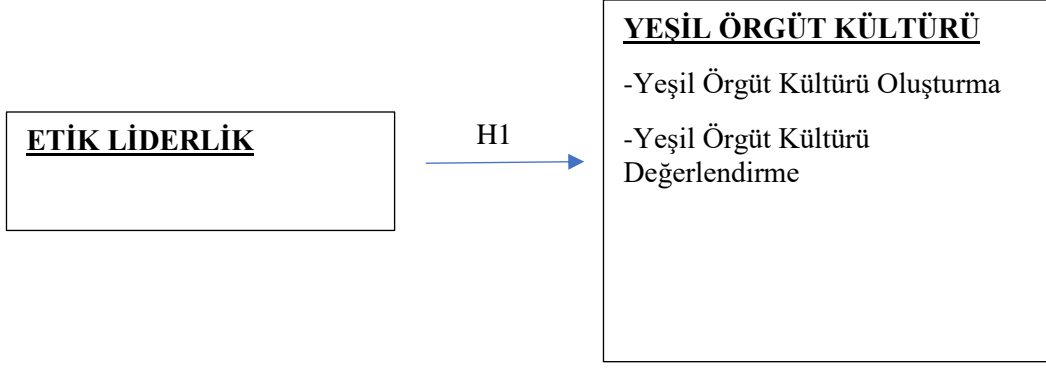 ETİK LİDERLİK
H1
YEŞİL ÖRGÜT KÜLTÜRÜ
-Yeşil Örgüt Kültürü Oluşturma
-Yeşil Örgüt Kültürü
Değerlendirme